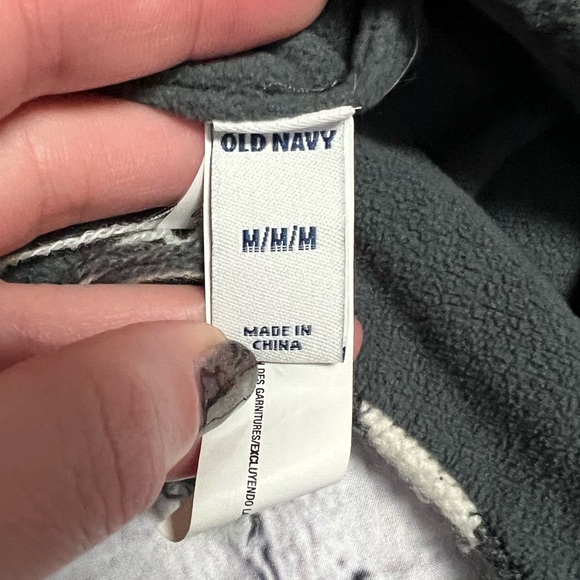 OLD NAVY
M/M/M
MADE IN
CHINA
DES GARNITURES/EXCLUYENDO